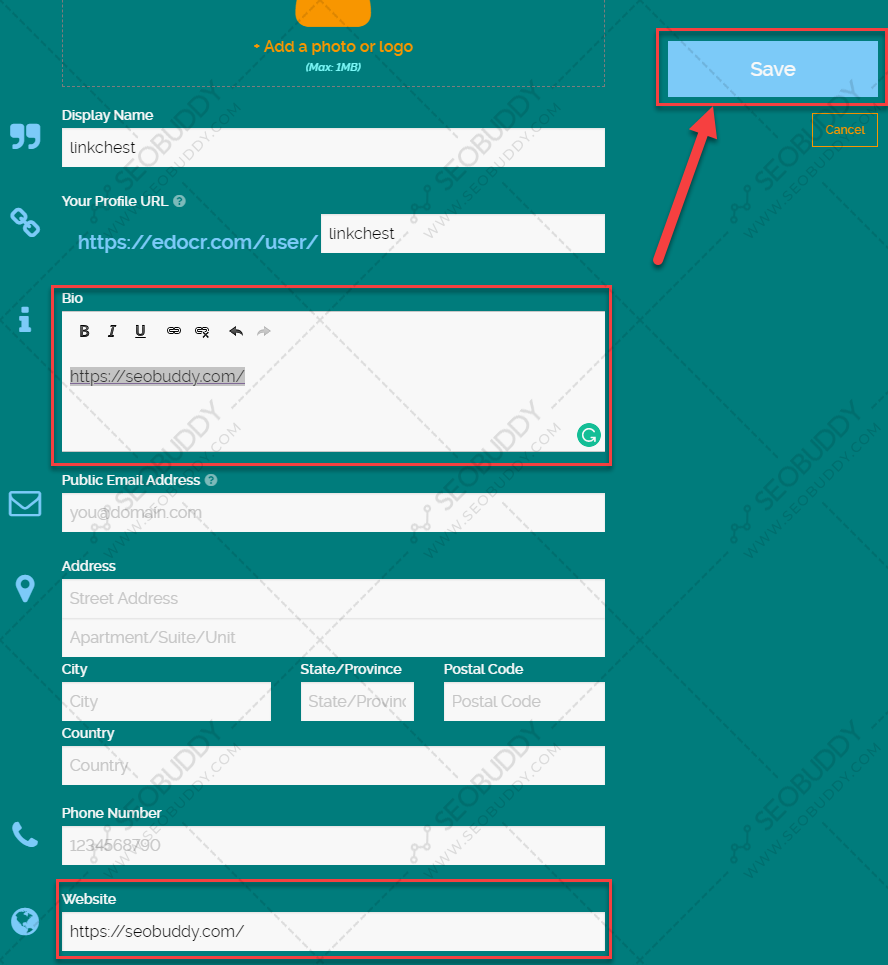 + Add a photo or logo
(Max: 1MB)
Save
Cancel
Display Name
linkchest
Your Profile URL ?
https://edocr.com/user/ linkchest
Bio
B I U
https://seobuddy.com/
Public Email Address ?
you@domain.com
Address
Street Address
Apartment/Suite/Unit
City State/Province Postal Code
City State/Provinc Postal Code
Country
Country
Phone Number
1234568790
Website
https://seobuddy.com/
SEOBUDDY
WWW.SEOBUDDY.COM